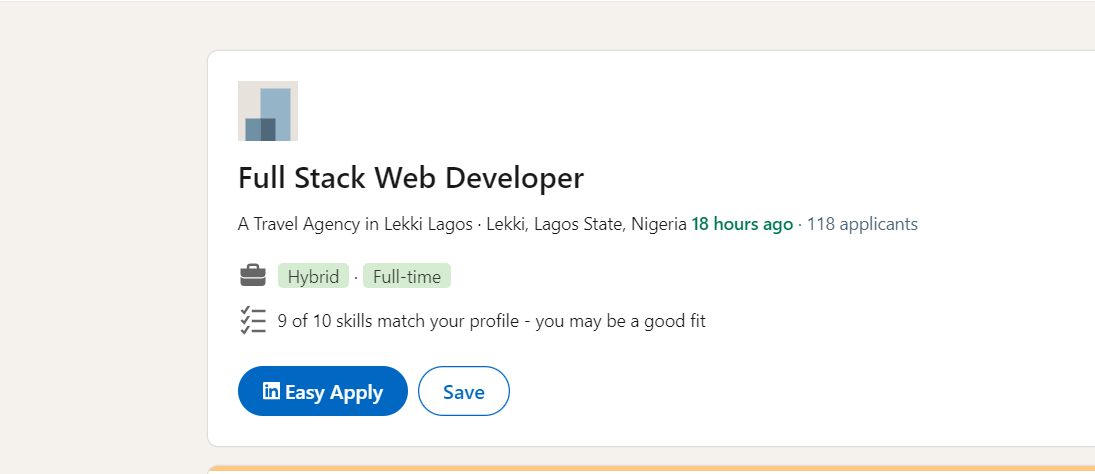 Full Stack Web Developer
A Travel Agency in Lekki Lagos · Lekki, Lagos State, Nigeria 18 hours ago · 118 applicants
Hybrid · Full-time
9 of 10 skills match your profile - you may be a good fit
in Easy Apply Save